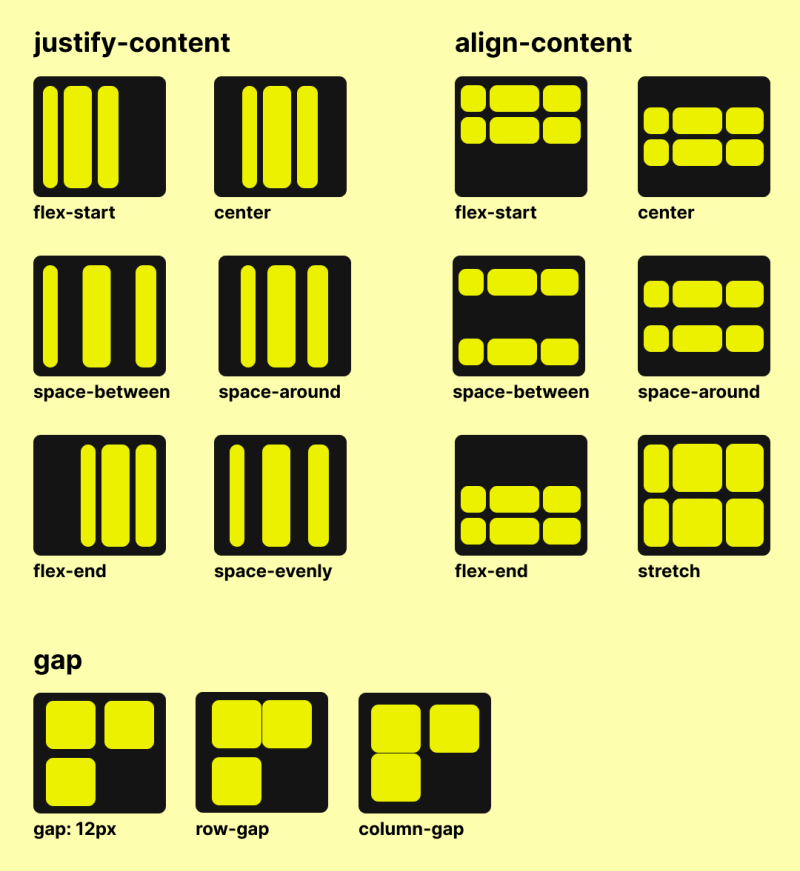 justify-content
flex-start
center
space-between
space-around
flex-end
space-evenly
align-content
flex-start
center
space-between
space-around
flex-end
stretch
gap
gap: 12px
row-gap
column-gap